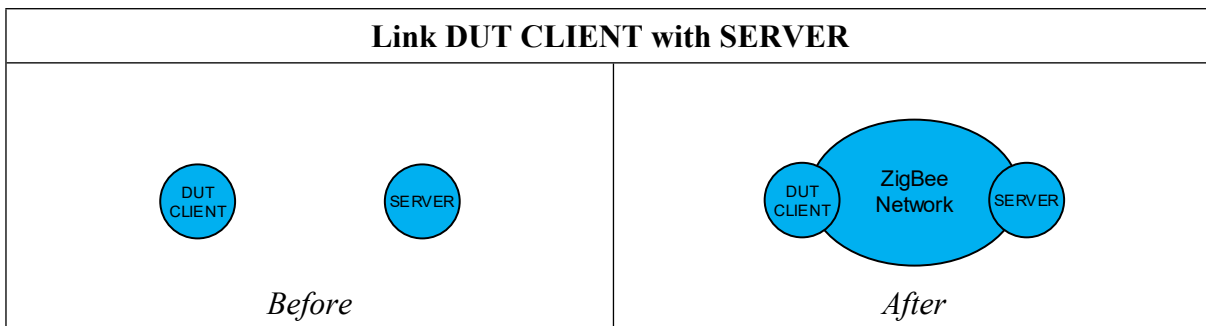 Link DUT CLIENT with SERVER
DUT
CLIENT
SERVER
Before
DUT
CLIENT
ZigBee
Network
SERVER
After